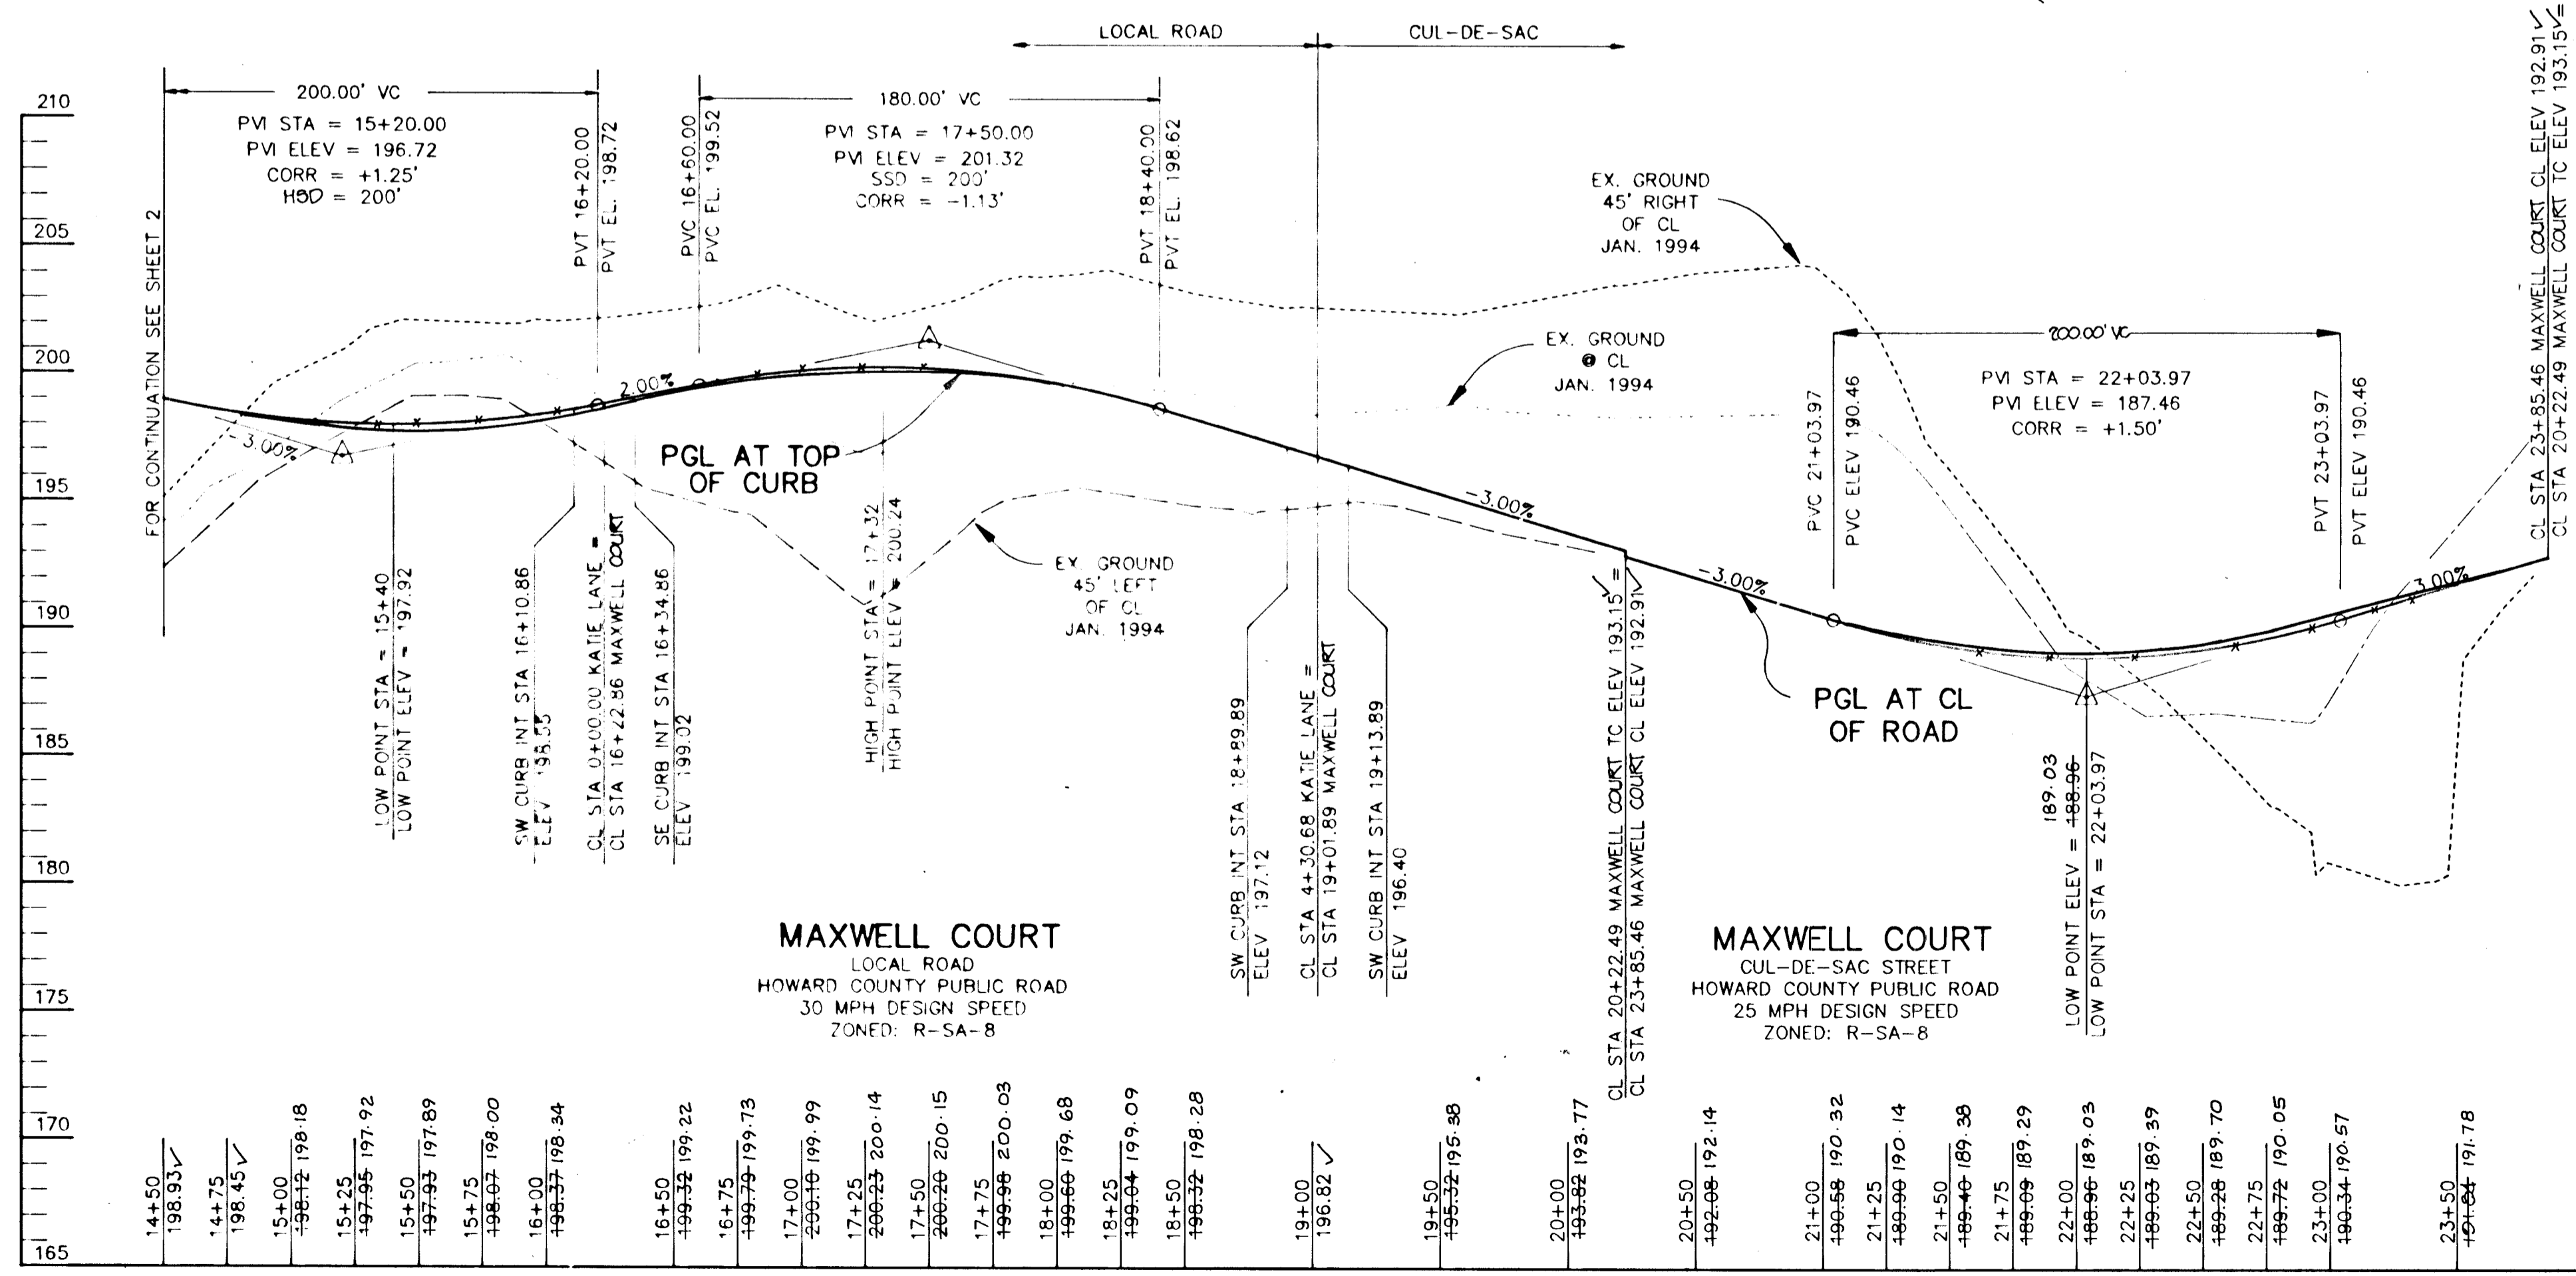 LOCAL ROAD
CUL-DE-SAC
210
205
200
195
190
185
180
175
170
165
FOR CONTINUATION SEE SHEET 2
200.00' VC
PVI STA = 15+20.00
PVI ELEV = 196.72
CORR = +1.25'
HSD = 200'
PVT 16+20.00
PVT EL. 198.72
PVC 16+60.00
PVC EL. 199.52
180.00' VC
PVI STA = 17+50.00
PVI ELEV = 201.32
SSD = 200'
CORR = -1.13'
PVT 18+40.00
PVT EL. 198.62
EX. GROUND
45' RIGHT
OF CL
JAN. 1994
EX. GROUND
@ CL
JAN. 1994
200.00' VC
PVI STA = 22+03.97
PVI ELEV = 187.46
CORR = +1.50'
PVC 21+03.97
PVC ELEV 190.46
PVT 23+03.97
PVT ELEV 190.46
CL STA 23+85.46 MAXWELL COURT CL ELEV 192.91 ✓
CL STA 20+22.49 MAXWELL COURT TC ELEV 193.15 ✓ =
-3.00%
2.00%
PGL AT TOP
OF CURB
-3.00%
-3.00%
3.00%
PGL AT CL
OF ROAD
EX. GROUND
45' LEFT
OF CL
JAN. 1994
LOW POINT STA = 15+40
LOW POINT ELEV = 197.92
SW CURB INT STA 16+10.86
ELEV 198.55
CL STA 0+00.00 KATIE LANE =
CL STA 16+22.86 MAXWELL COURT
SE CURB INT STA 16+34.86
ELEV 199.02
HIGH POINT STA = 17+32
HIGH POINT ELEV = 200.24
SW CURB INT STA 18+89.89
ELEV 197.12
CL STA 4+30.68 KATIE LANE =
CL STA 19+01.89 MAXWELL COURT
SW CURB INT STA 19+13.89
ELEV 196.40
CL STA 20+22.49 MAXWELL COURT TC ELEV 193.15 ✓ =
CL STA 23+85.46 MAXWELL COURT CL ELEV 192.91 ✓
189.03
LOW POINT ELEV = 188.96
LOW POINT STA = 22+03.97
MAXWELL COURT
LOCAL ROAD
HOWARD COUNTY PUBLIC ROAD
30 MPH DESIGN SPEED
ZONED: R-SA-8
MAXWELL COURT
CUL-DE-SAC STREET
HOWARD COUNTY PUBLIC ROAD
25 MPH DESIGN SPEED
ZONED: R-SA-8
14+50
198.93 ✓
14+75
198.45 ✓
15+00
198.12 198.18
15+25
197.95 197.92
15+50
197.93 197.89
15+75
198.07 198.00
16+00
198.37 198.34
16+50
199.32 199.22
16+75
199.79 199.73
17+00
200.10 199.99
17+25
200.23 200.14
17+50
200.20 200.15
17+75
199.98 200.03
18+00
199.60 199.68
18+25
199.04 199.09
18+50
198.32 198.28
19+00
196.82 ✓
19+50
195.32 195.38
20+00
193.82 193.77
20+50
192.08 192.14
21+00
190.58 190.32
21+25
189.90 190.14
21+50
189.40 189.38
21+75
189.09 189.29
22+00
188.96 189.03
22+25
189.03 189.39
22+50
189.28 189.70
22+75
189.72 190.05
23+00
190.34 190.57
23+50
191.84 191.78